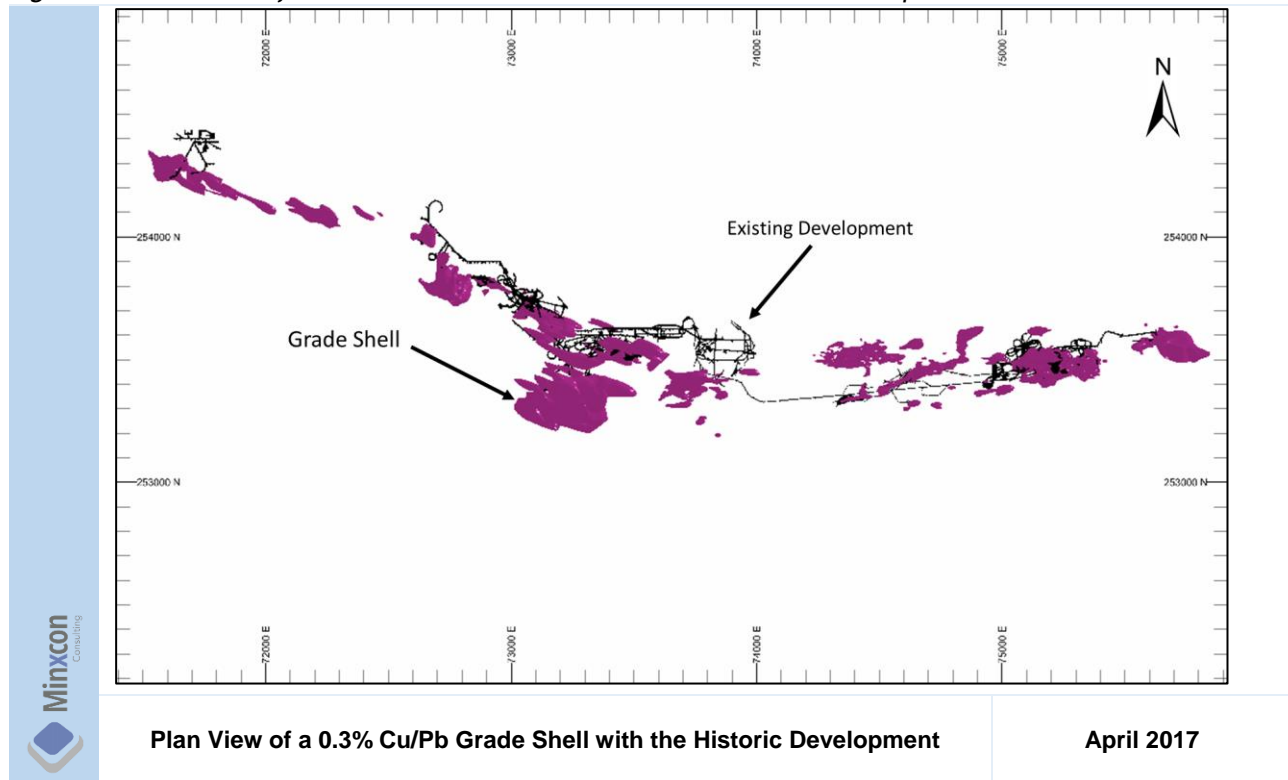 72000 E
73000 E
74000 E
75000 E
N
254000 N
Existing Development
254000 N
Grade Shell
253000 N
253000 N
72000 E
73000 E
74000 E
75000 E
Minxcon
Consulting
Plan View of a 0.3% Cu/Pb Grade Shell with the Historic Development
April 2017